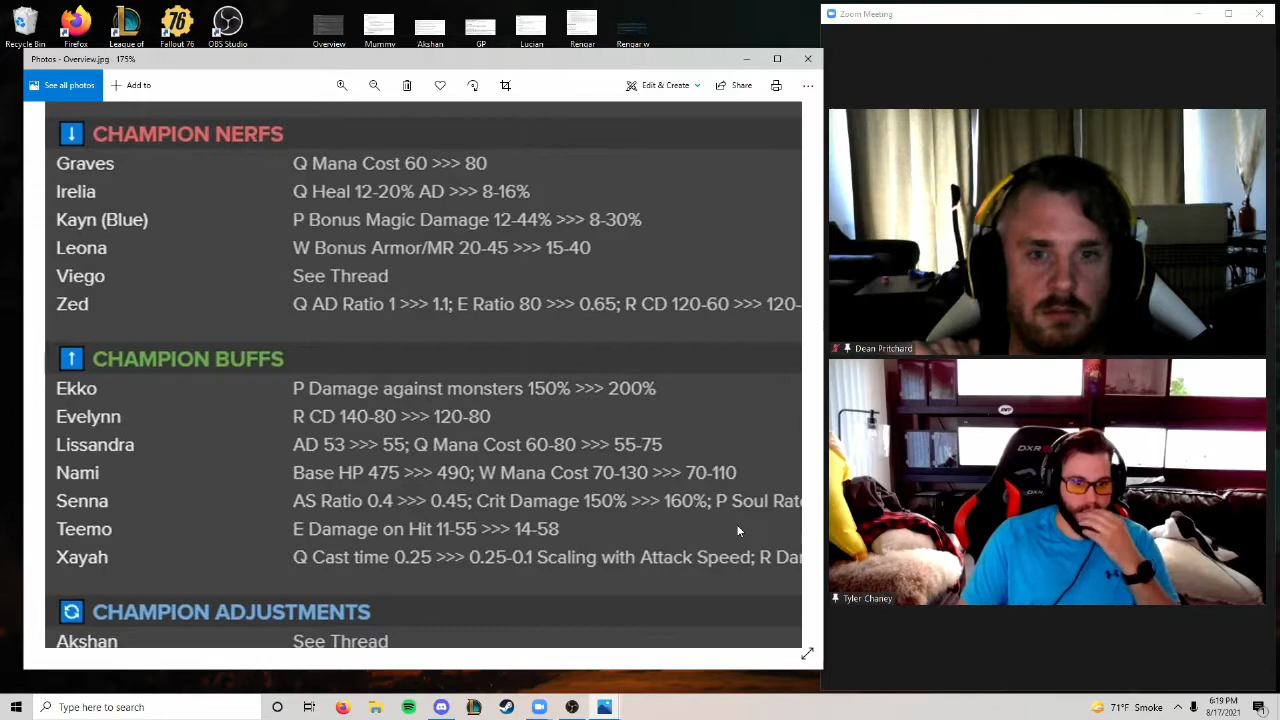 Recycle Bin
Firefox
League of
Fallout 76
OBS Studio
Overview
Mummy
Akshan
GP
Lucian
Rengar
Rengar w
Zoom Meeting
Photos - Overview.jpg 175%
See all photos
Add to
Edit & Create
Share
CHAMPION NERFS
Graves Q Mana Cost 60 >>> 80
Irelia Q Heal 12-20% AD >>> 8-16%
Kayn (Blue) P Bonus Magic Damage 12-44% >>> 8-30%
Leona W Bonus Armor/MR 20-45 >>> 15-40
Viego See Thread
Zed Q AD Ratio 1 >>> 1.1; E Ratio 80 >>> 0.65; R CD 120-60 >>> 120-
CHAMPION BUFFS
Ekko P Damage against monsters 150% >>> 200%
Evelynn R CD 140-80 >>> 120-80
Lissandra AD 53 >>> 55; Q Mana Cost 60-80 >>> 55-75
Nami Base HP 475 >>> 490; W Mana Cost 70-130 >>> 70-110
Senna AS Ratio 0.4 >>> 0.45; Crit Damage 150% >>> 160%; P Soul Rate
Teemo E Damage on Hit 11-55 >>> 14-58
Xayah Q Cast time 0.25 >>> 0.25-0.1 Scaling with Attack Speed; R Da
CHAMPION ADJUSTMENTS
Akshan See Thread
Dean Pritchard
DXR
Tyler Chaney
Type here to search
71°F Smoke
6:19 PM
8/17/2021